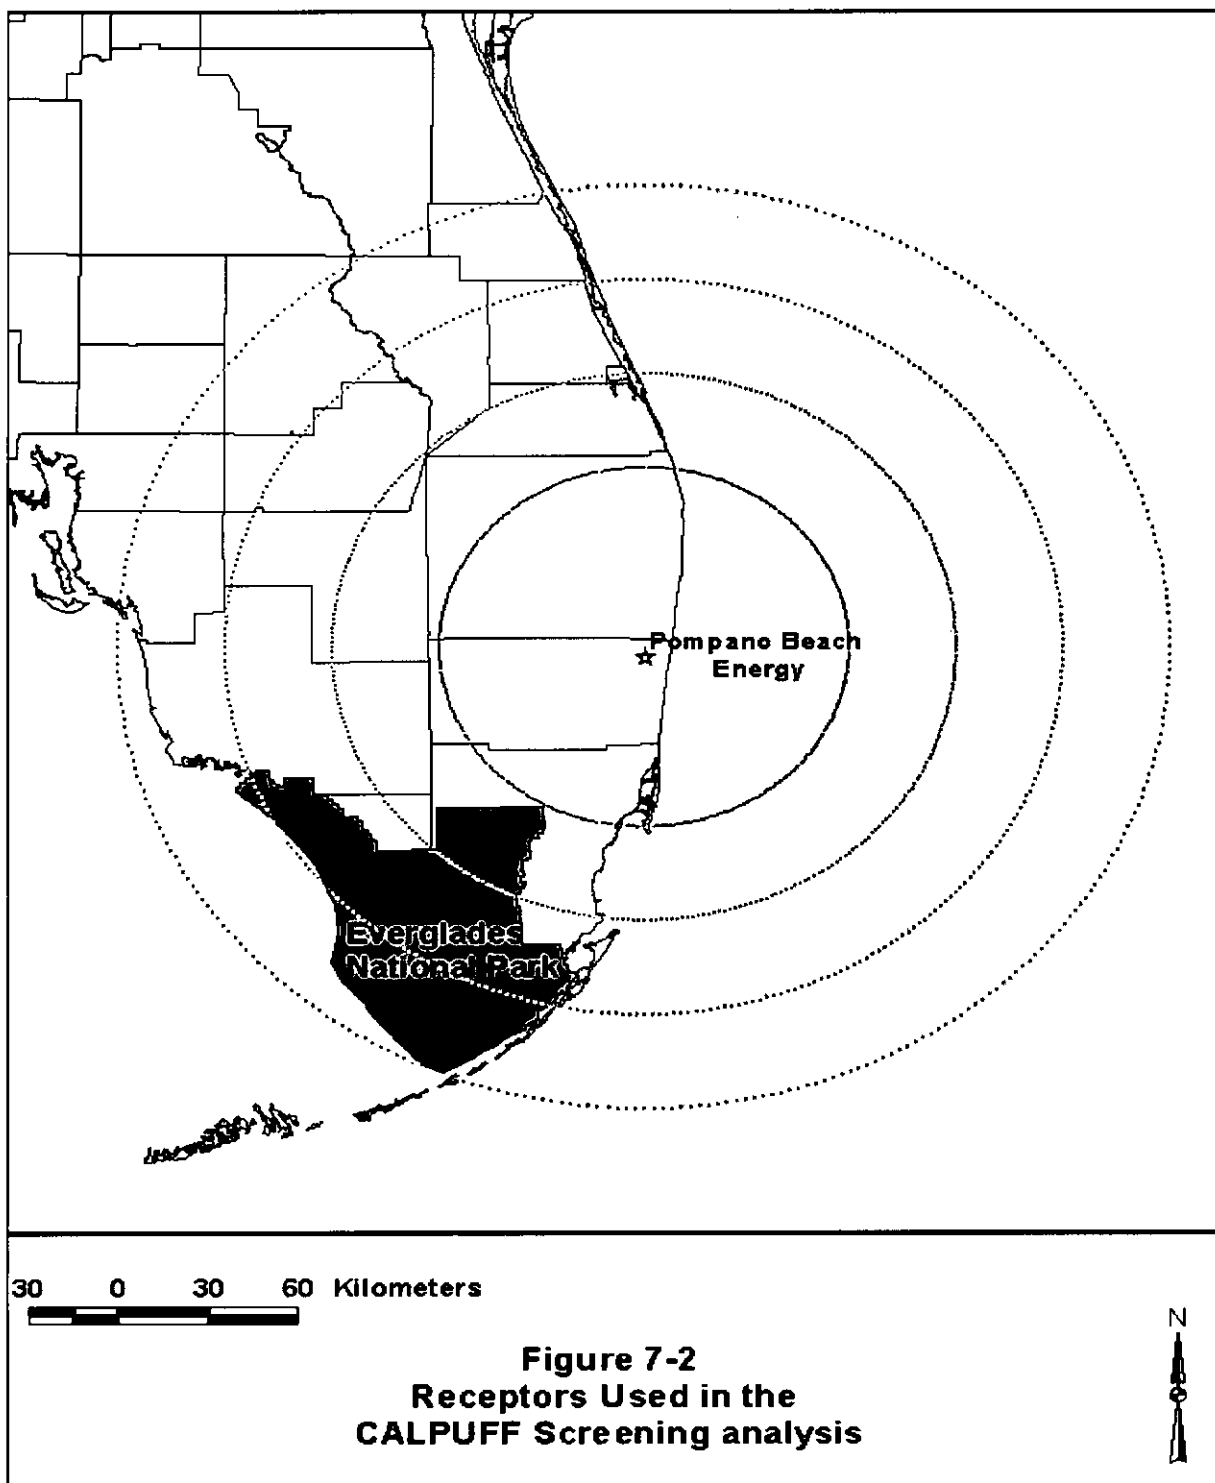 Pompano Beach
Energy
Everglades
National Park
30 0 30 60 Kilometers
N
Figure 7-2
Receptors Used in the
CALPUFF Screening analysis